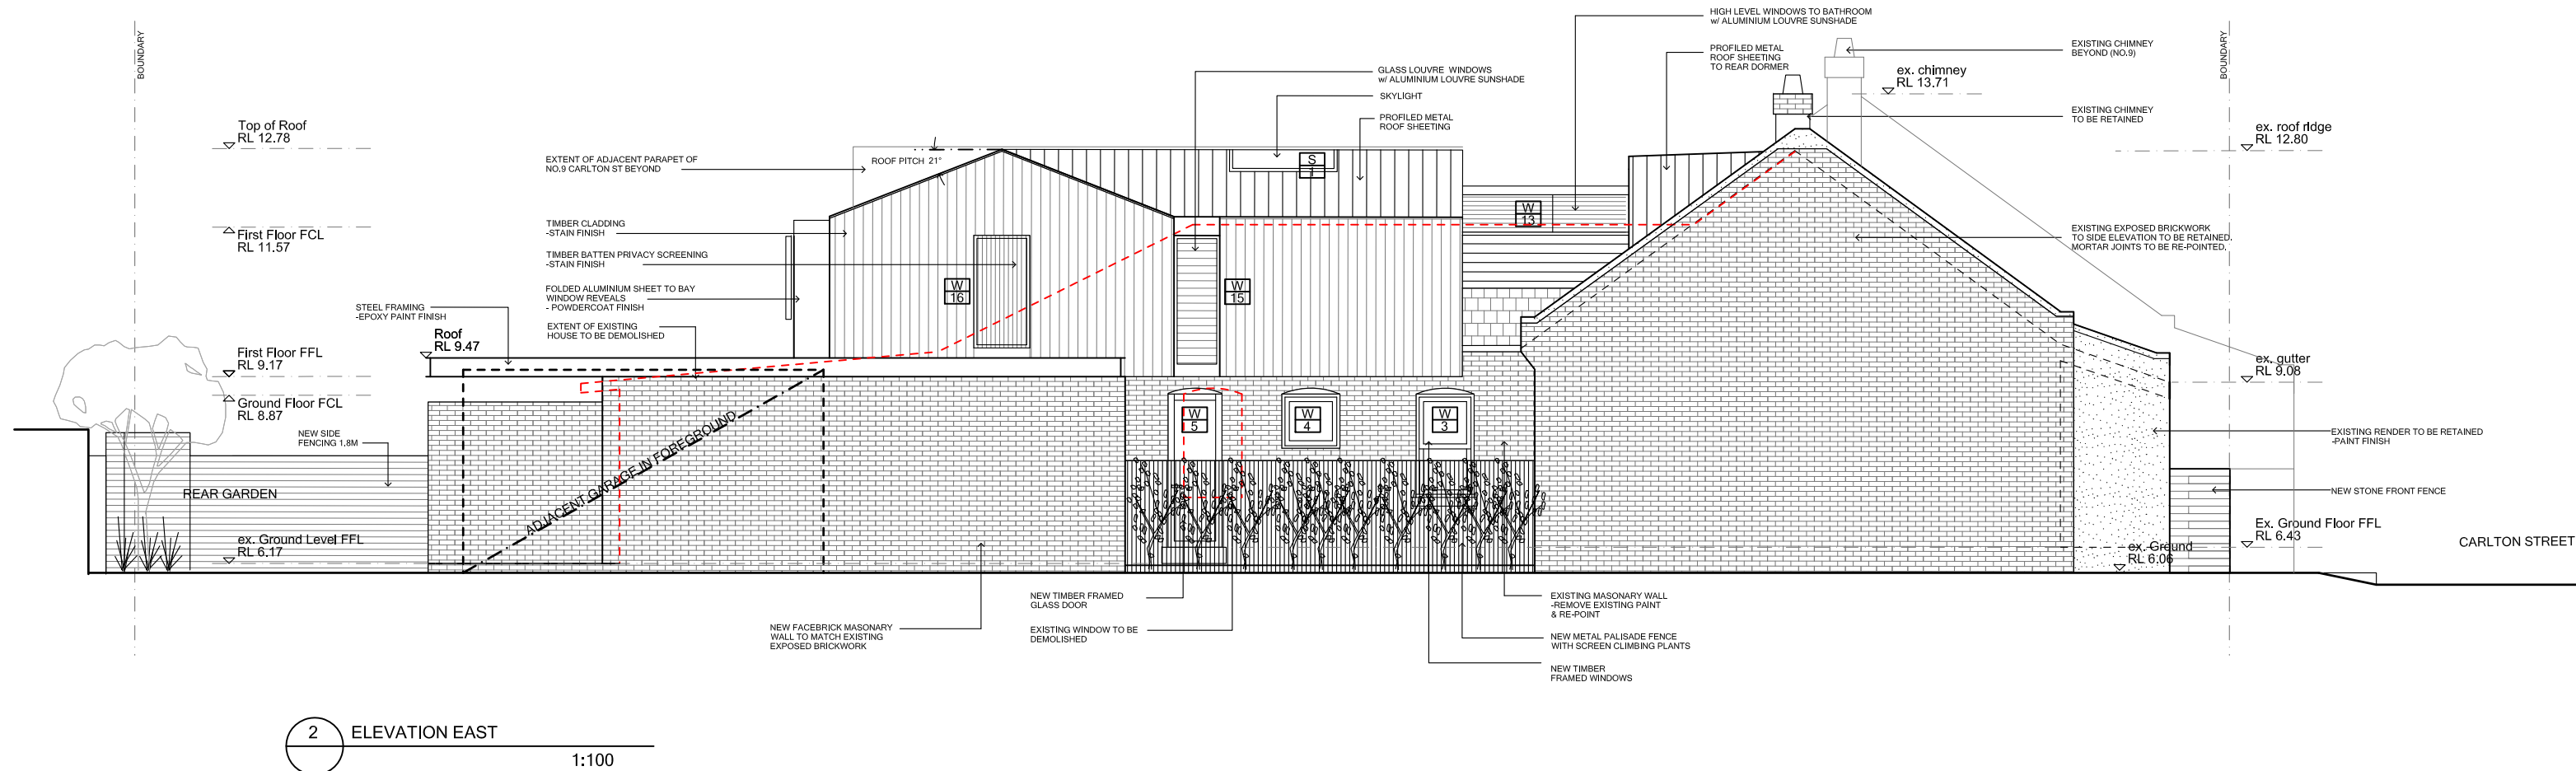 BOUNDARY
Top of Roof
RL 12.78
First Floor FCL
RL 11.57
First Floor FFL
RL 9.17
Ground Floor FCL
RL 8.87
ex. Ground Level FFL
RL 6.17
REAR GARDEN
NEW SIDE
FENCING 1,8M
STEEL FRAMING
-EPOXY PAINT FINISH
Roof
RL 9.47
EXTENT OF ADJACENT PARAPET OF
NO,9 CARLTON ST BEYOND
TIMBER CLADDING
-STAIN FINISH
TIMBER BATTEN PRIVACY SCREENING
-STAIN FINISH
FOLDED ALUMINIUM SHEET TO BAY
WINDOW REVEALS
- POWDERCOAT FINISH
EXTENT OF EXISTING
HOUSE TO BE DEMOLISHED
ADJACENT GARAGE IN FOREGROUND
ROOF PITCH 21°
W
16
W
15
S
1
W
13
W
5
W
4
W
3
GLASS LOUVRE WINDOWS
w/ ALUMINIUM LOUVRE SUNSHADE
SKYLIGHT
PROFILED METAL
ROOF SHEETING
HIGH LEVEL WINDOWS TO BATHROOM
w/ ALUMINIUM LOUVRE SUNSHADE
PROFILED METAL
ROOF SHEETING
TO REAR DORMER
ex. chimney
RL 13.71
EXISTING CHIMNEY
BEYOND (NO.9)
EXISTING CHIMNEY
TO BE RETAINED
BOUNDARY
ex. roof ridge
RL 12.80
EXISTING EXPOSED BRICKWORK
TO SIDE ELEVATION TO BE RETAINED.
MORTAR JOINTS TO BE RE-POINTED,
ex. gutter
RL 9.08
EXISTING RENDER TO BE RETAINED
-PAINT FINISH
NEW STONE FRONT FENCE
Ex. Ground Floor FFL
RL 6.43
ex. Ground
RL 6.06
CARLTON STREET
NEW FACEBRICK MASONARY
WALL TO MATCH EXISTING
EXPOSED BRICKWORK
NEW TIMBER FRAMED
GLASS DOOR
EXISTING WINDOW TO BE
DEMOLISHED
EXISTING MASONARY WALL
-REMOVE EXISTING PAINT
& RE-POINT
NEW METAL PALISADE FENCE
WITH SCREEN CLIMBING PLANTS
NEW TIMBER
FRAMED WINDOWS
2
ELEVATION EAST
1:100